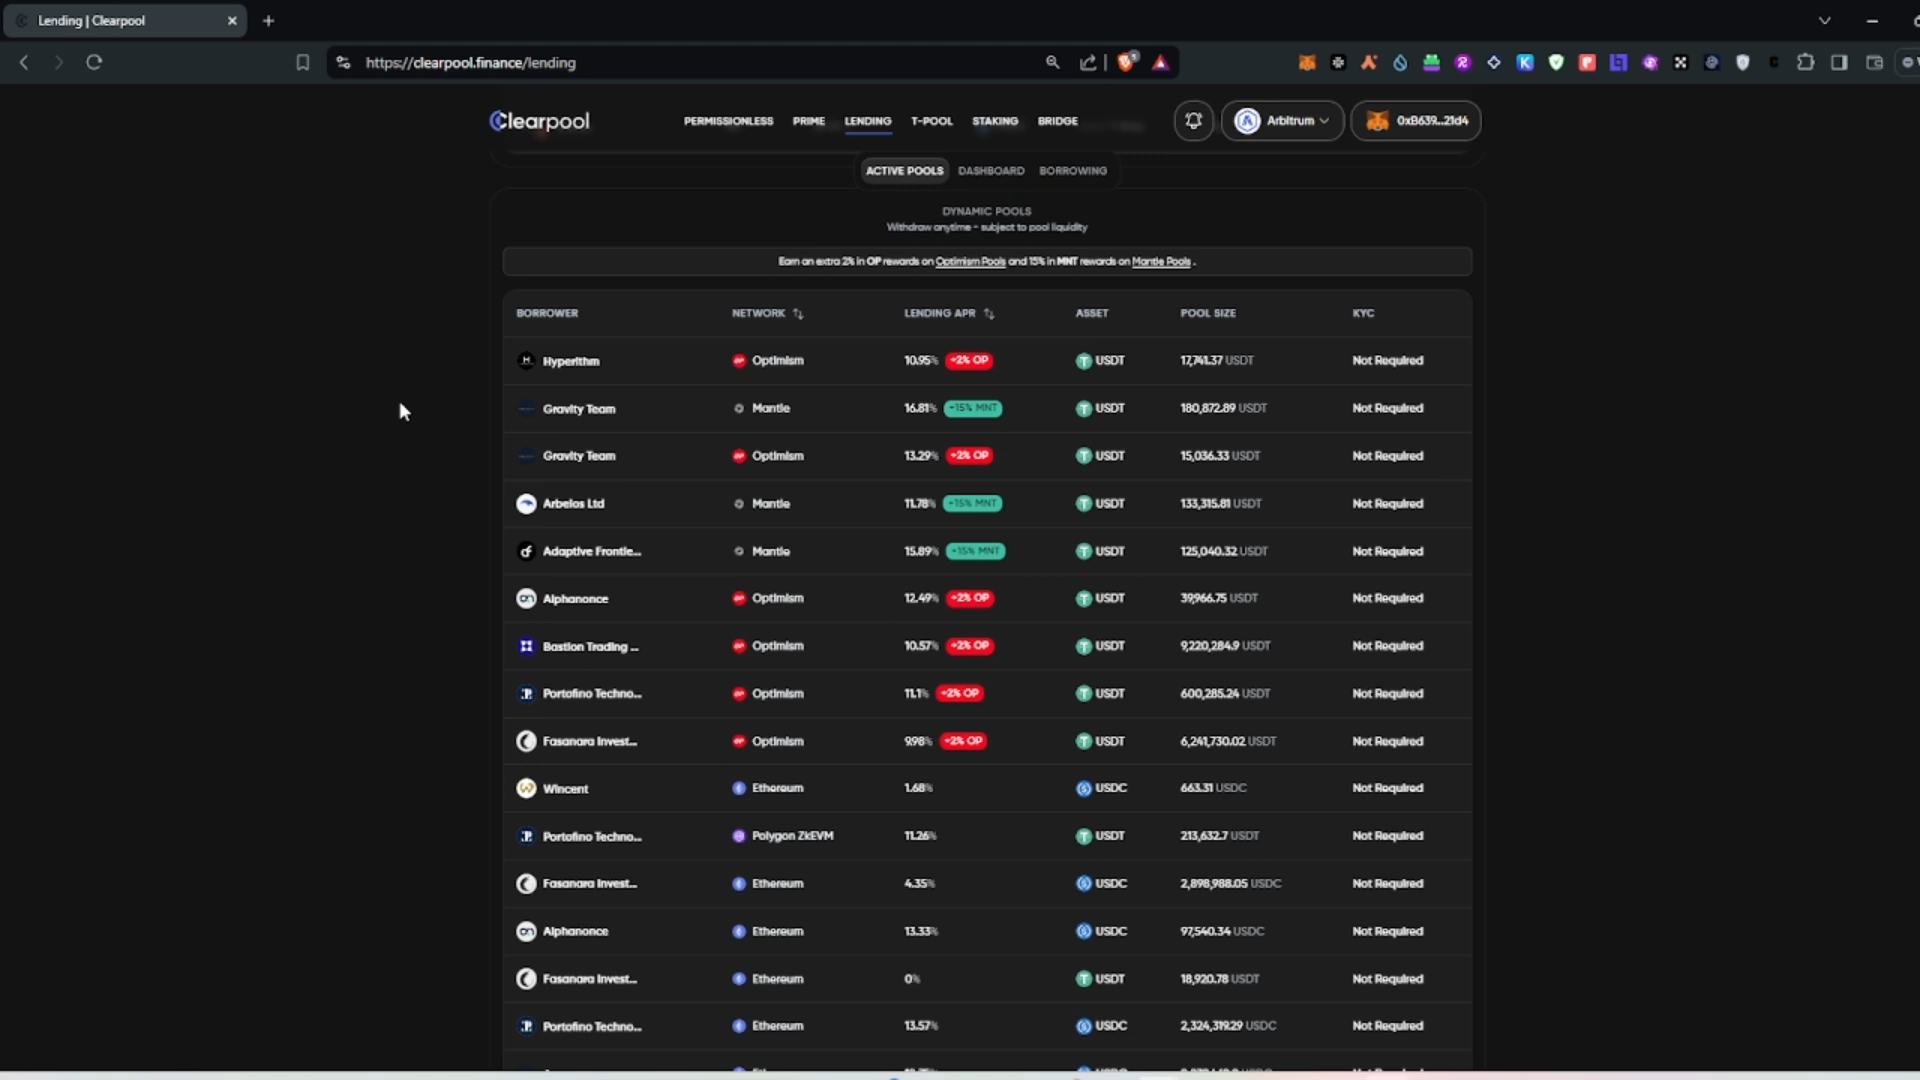 Lending | Clearpool
https://clearpool.finance/lending
Clearpool PERMISSIONLESS PRIME LENDING T-POOL STAKING BRIDGE Arbitrum 0xB639...21d4
ACTIVE POOLS DASHBOARD BORROWING
DYNAMIC POOLS
Withdraw anytime - subject to pool liquidity
Earn an extra 2% in OP rewards on Optimism Pools and 15% in MNT rewards on Mantle Pools .
BORROWER NETWORK LENDING APR ASSET POOL SIZE KYC
Hyperithm Optimism 10.95% +2% OP USDT 17,741.37 USDT Not Required
Gravity Team Mantle 16.81% +15% MNT USDT 180,872.89 USDT Not Required
Gravity Team Optimism 13.29% +2% OP USDT 15,036.33 USDT Not Required
Arbelos Ltd Mantle 11.78% +15% MNT USDT 133,315.81 USDT Not Required
Adaptive Frontie... Mantle 15.89% +15% MNT USDT 125,040.32 USDT Not Required
Alphanonce Optimism 12.49% +2% OP USDT 39,966.75 USDT Not Required
Bastion Trading ... Optimism 10.57% +2% OP USDT 9,220,284.9 USDT Not Required
Portofino Techno... Optimism 11.1% +2% OP USDT 600,285.24 USDT Not Required
Fasanara Invest... Optimism 9.98% +2% OP USDT 6,241,730.02 USDT Not Required
Wincent Ethereum 1.68% USDC 663.31 USDC Not Required
Portofino Techno... Polygon ZkEVM 11.26% USDT 213,632.7 USDT Not Required
Fasanara Invest... Ethereum 4.35% USDC 2,898,988.05 USDC Not Required
Alphanonce Ethereum 13.33% USDC 97,540.34 USDC Not Required
Fasanara Invest... Ethereum 0% USDT 18,920.78 USDT Not Required
Portofino Techno... Ethereum 13.57% USDC 2,324,319.29 USDC Not Required